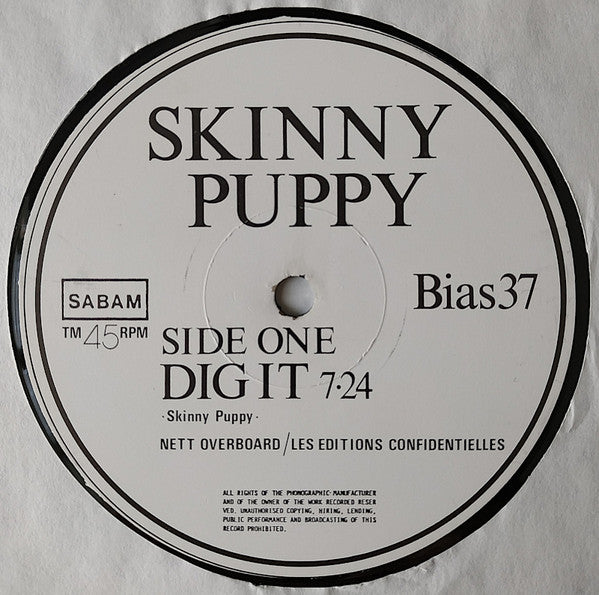 SKINNY
PUPPY
SABAM
Bias37
TM 45 RPM
SIDE ONE
DIG IT 7·24
·Skinny Puppy·
NETT OVERBOARD/LES EDITIONS CONFIDENTIELLES
ALL RIGHTS OF THE PHONOGRAPHIC-MANUFACTURER
AND OF THE OWNER OF THE WORK RECORDED RESER
VED. UNAUTHORISED COPYING, HIRING, LENDING,
PUBLIC PERFORMANCE AND BROADCASTING OF THIS
RECORD PROHIBITED.